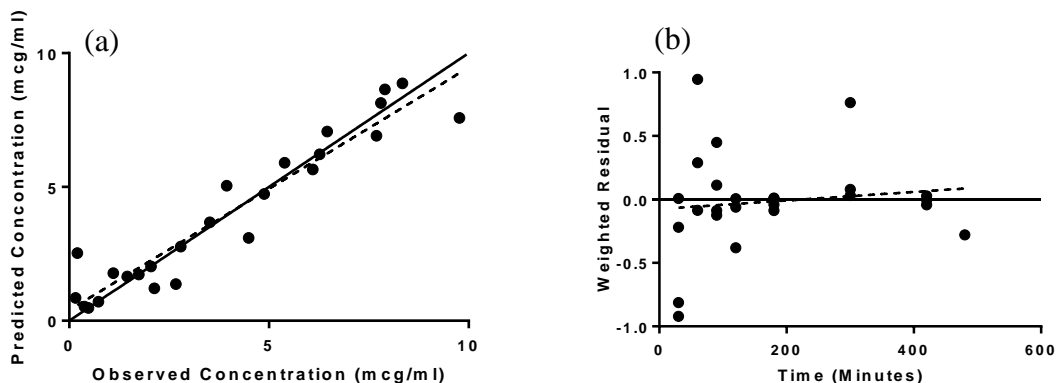 (a)
Predicted Concentration (mcg/ml)
10
5
0
0 5 10
Observed Concentration (mcg/ml)
(b)
Weighted Residual
1.0
0.5
0.0
-0.5
-1.0
0 200 400 600
Time (Minutes)